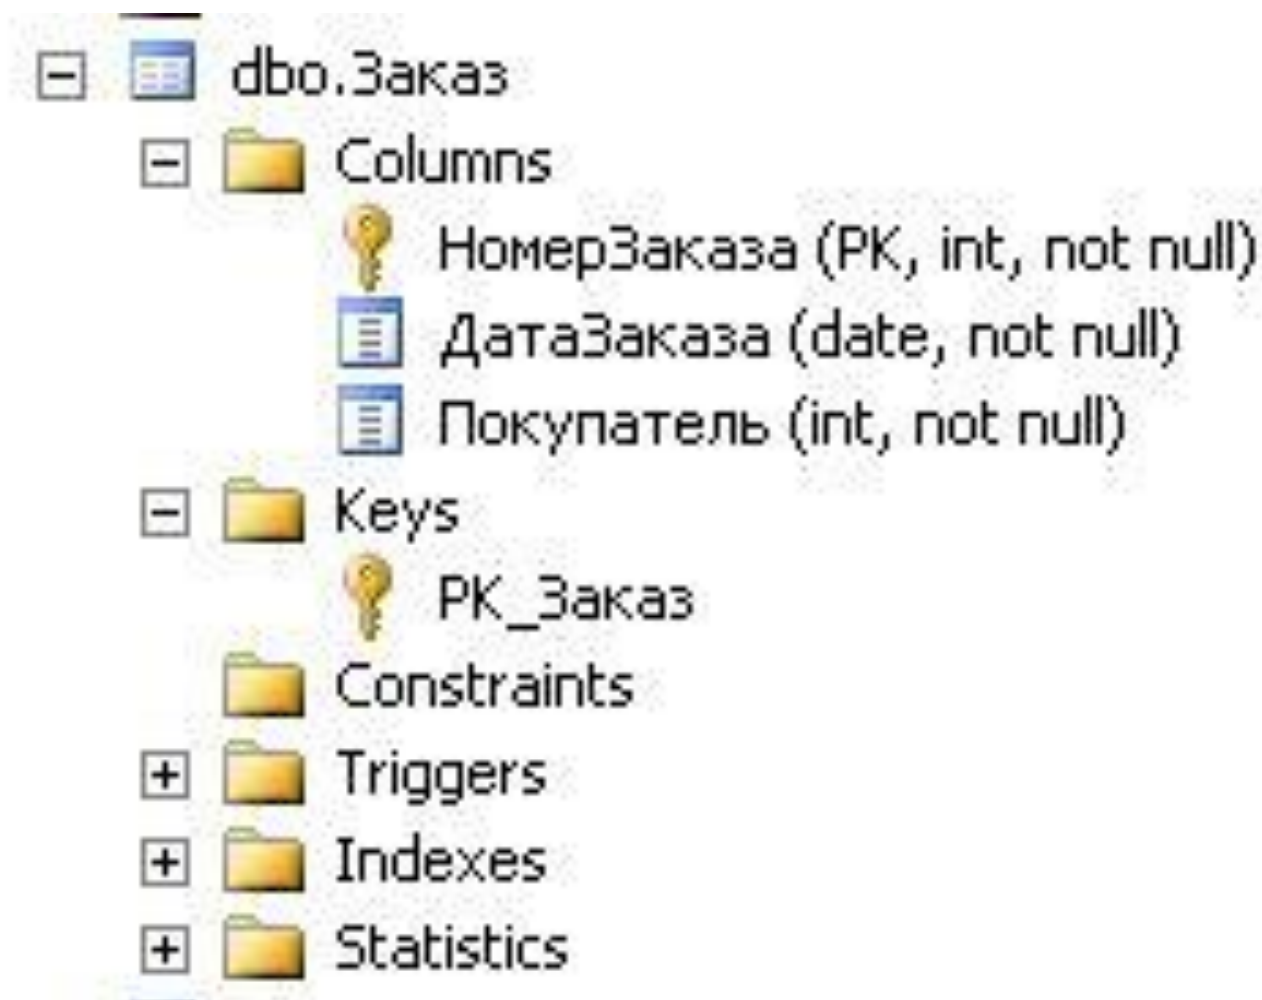 dbo.Заказ
Columns
НомерЗаказа (PK, int, not null)
ДатаЗаказа (date, not null)
Покупатель (int, not null)
Keys
PK_Заказ
Constraints
Triggers
Indexes
Statistics